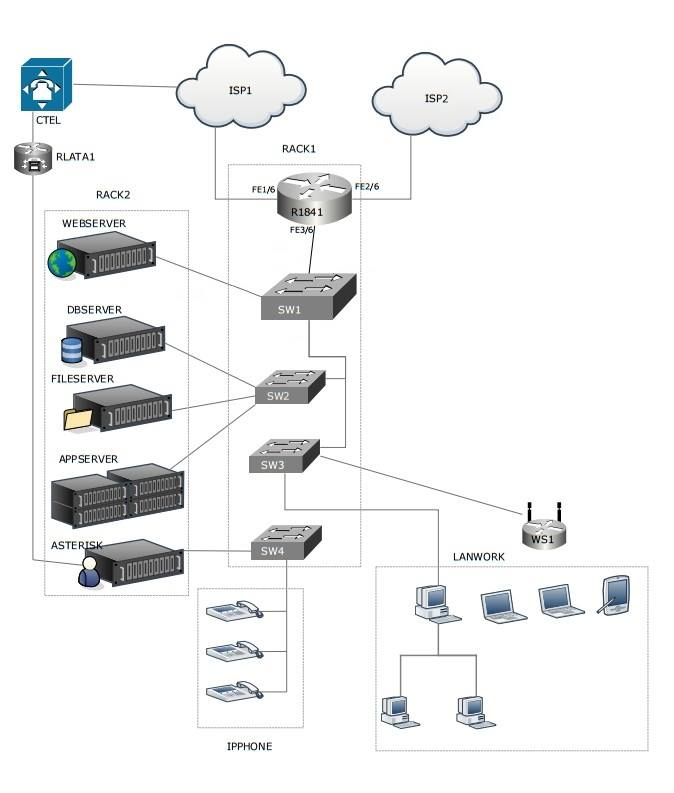 ISP1
ISP2
CTEL
RLATA1
RACK1
FE1/6
FE2/6
R1841
FE3/6
RACK2
WEBSERVER
SW1
DBSERVER
FILESERVER
SW2
APPSERVER
SW3
ASTERISK
SW4
WS1
LANWORK
IPPHONE